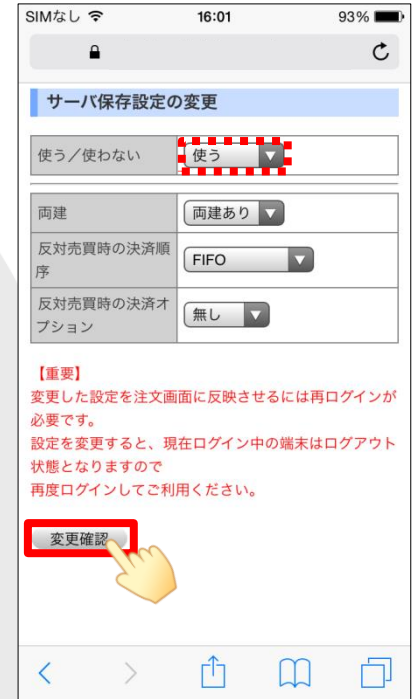 SIMなし 16:01 93%
サーバ保存設定の変更
使う／使わない 使う
両建 両建あり
反対売買時の決済順
序
FIFO
反対売買時の決済オ
プション
無し
【重要】
変更した設定を注文画面に反映させるには再ログインが
必要です。
設定を変更すると、現在ログイン中の端末はログアウト
状態となりますので
再度ログインしてご利用ください。
変更確認